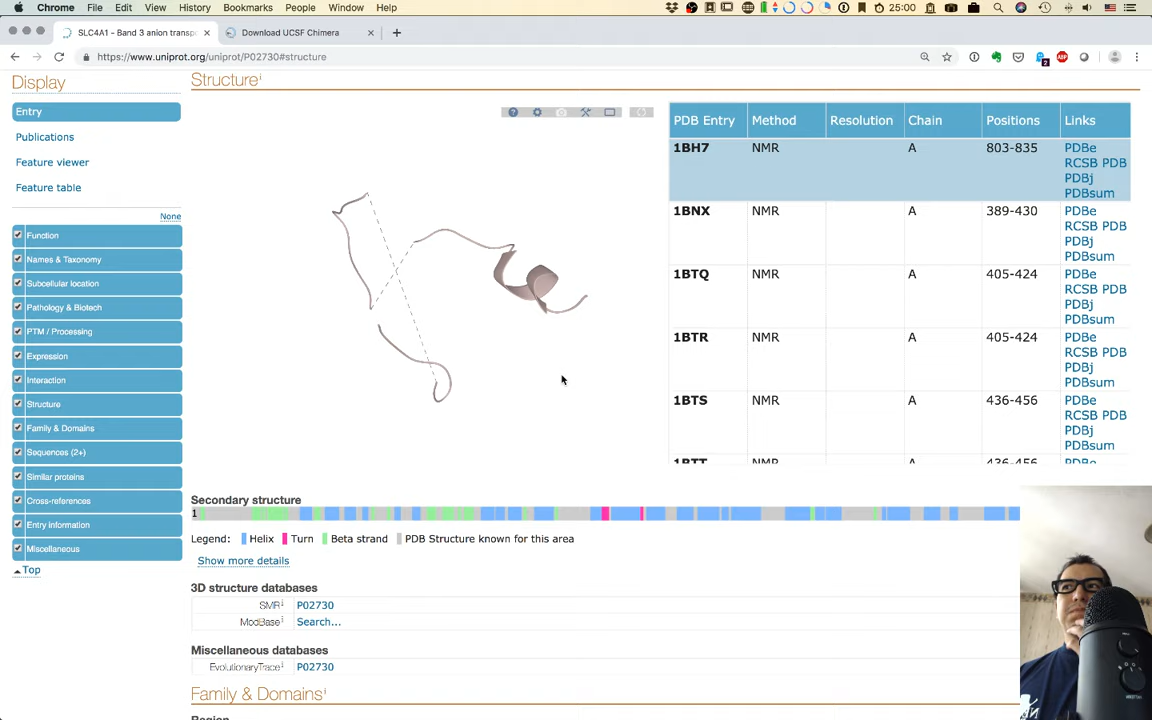 Chrome File Edit View History Bookmarks People Window Help 25:00
SLC4A1 - Band 3 anion transpo Download UCSF Chimera
https://www.uniprot.org/uniprot/P02730#structure
Display
Entry
Publications
Feature viewer
Feature table
None
Function
Names & Taxonomy
Subcellular location
Pathology & Biotech
PTM / Processing
Expression
Interaction
Structure
Family & Domains
Sequences (2+)
Similar proteins
Cross-references
Entry information
Miscellaneous
Top
Structure
PDB Entry Method Resolution Chain Positions Links
1BH7 NMR A 803-835 PDBe
RCSB PDB
PDBj
PDBsum
1BNX NMR A 389-430 PDBe
RCSB PDB
PDBj
PDBsum
1BTQ NMR A 405-424 PDBe
RCSB PDB
PDBj
PDBsum
1BTR NMR A 405-424 PDBe
RCSB PDB
PDBj
PDBsum
1BTS NMR A 436-456 PDBe
RCSB PDB
PDBj
PDBsum
1BTT NMR A 436-456 PDBe
Secondary structure
1
Legend: Helix Turn Beta strand PDB Structure known for this area
Show more details
3D structure databases
SMR P02730
ModBase Search...
Miscellaneous databases
EvolutionaryTrace P02730
Family & Domains
Region